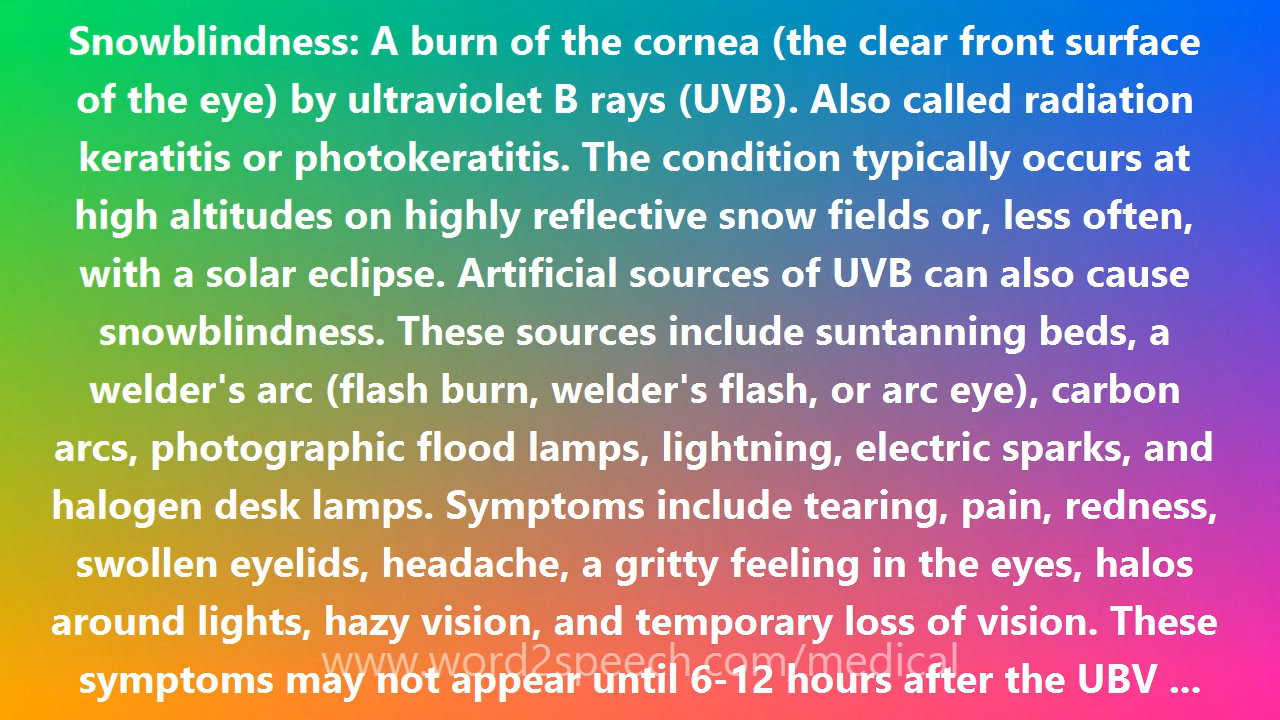 Snowblindness: A burn of the cornea (the clear front surface
of the eye) by ultraviolet B rays (UVB). Also called radiation
keratitis or photokeratitis. The condition typically occurs at
high altitudes on highly reflective snow fields or, less often,
with a solar eclipse. Artificial sources of UVB can also cause
snowblindness. These sources include suntanning beds, a
welder's arc (flash burn, welder's flash, or arc eye), carbon
arcs, photographic flood lamps, lightning, electric sparks, and
halogen desk lamps. Symptoms include tearing, pain, redness,
swollen eyelids, headache, a gritty feeling in the eyes, halos
around lights, hazy vision, and temporary loss of vision. These
www.word2speech.com/medical
symptoms may not appear until 6-12 hours after the UBV ...